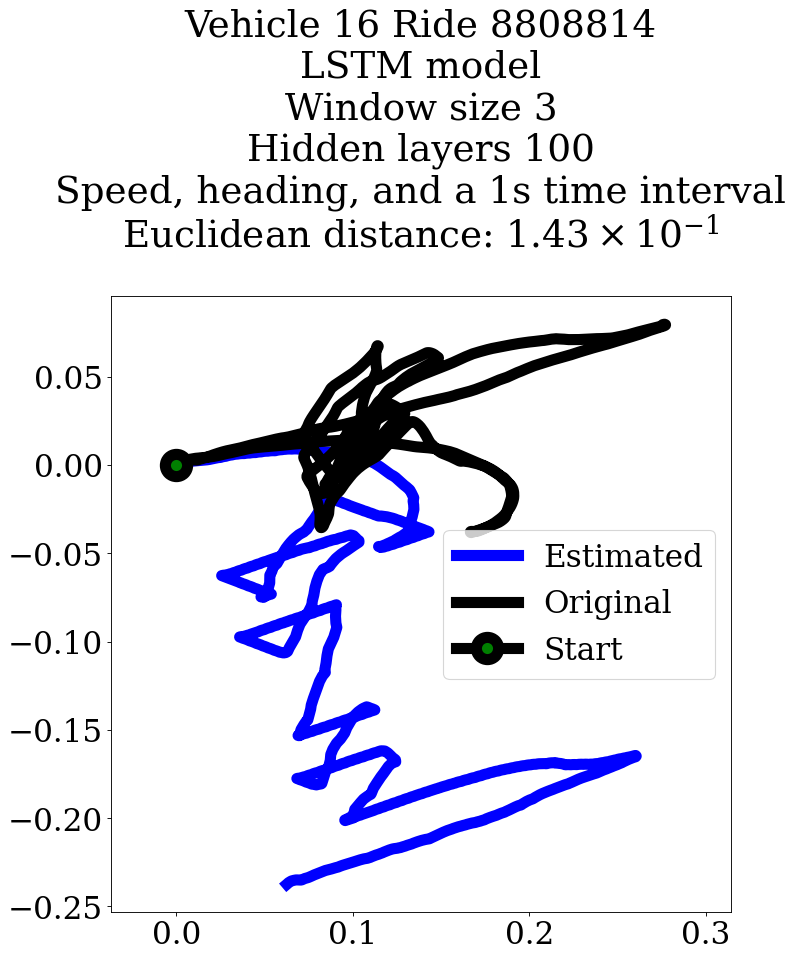 Vehicle 16 Ride 8808814
LSTM model
Window size 3
Hidden layers 100
Speed, heading, and a 1s time interval
Euclidean distance: 1.43 × 10⁻¹
0.05
0.00
−0.05
−0.10
−0.15
−0.20
−0.25
Estimated
Original
Start
0.0 0.1 0.2 0.3